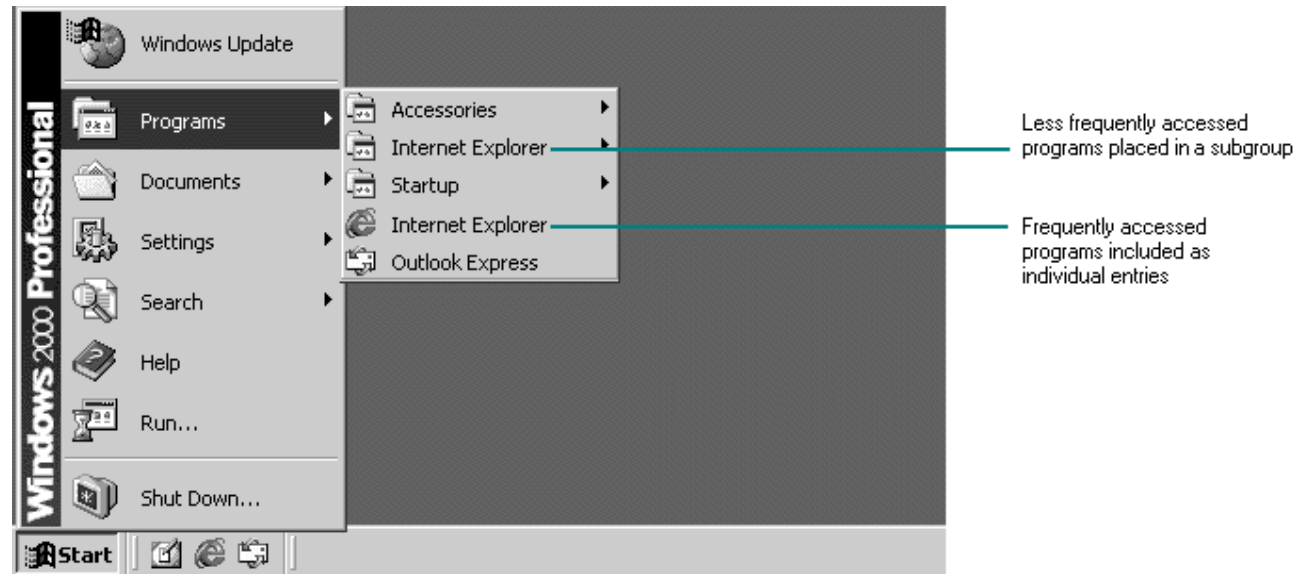 Windows 2000 Professional
Windows Update
Programs
Documents
Settings
Search
Help
Run...
Shut Down...
Accessories
Internet Explorer
Startup
Internet Explorer
Outlook Express
Less frequently accessed
programs placed in a subgroup
Frequently accessed
programs included as
individual entries
Start